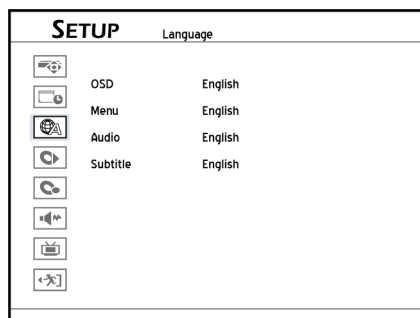 SETUP Language
OSD English
Menu English
Audio English
Subtitle English